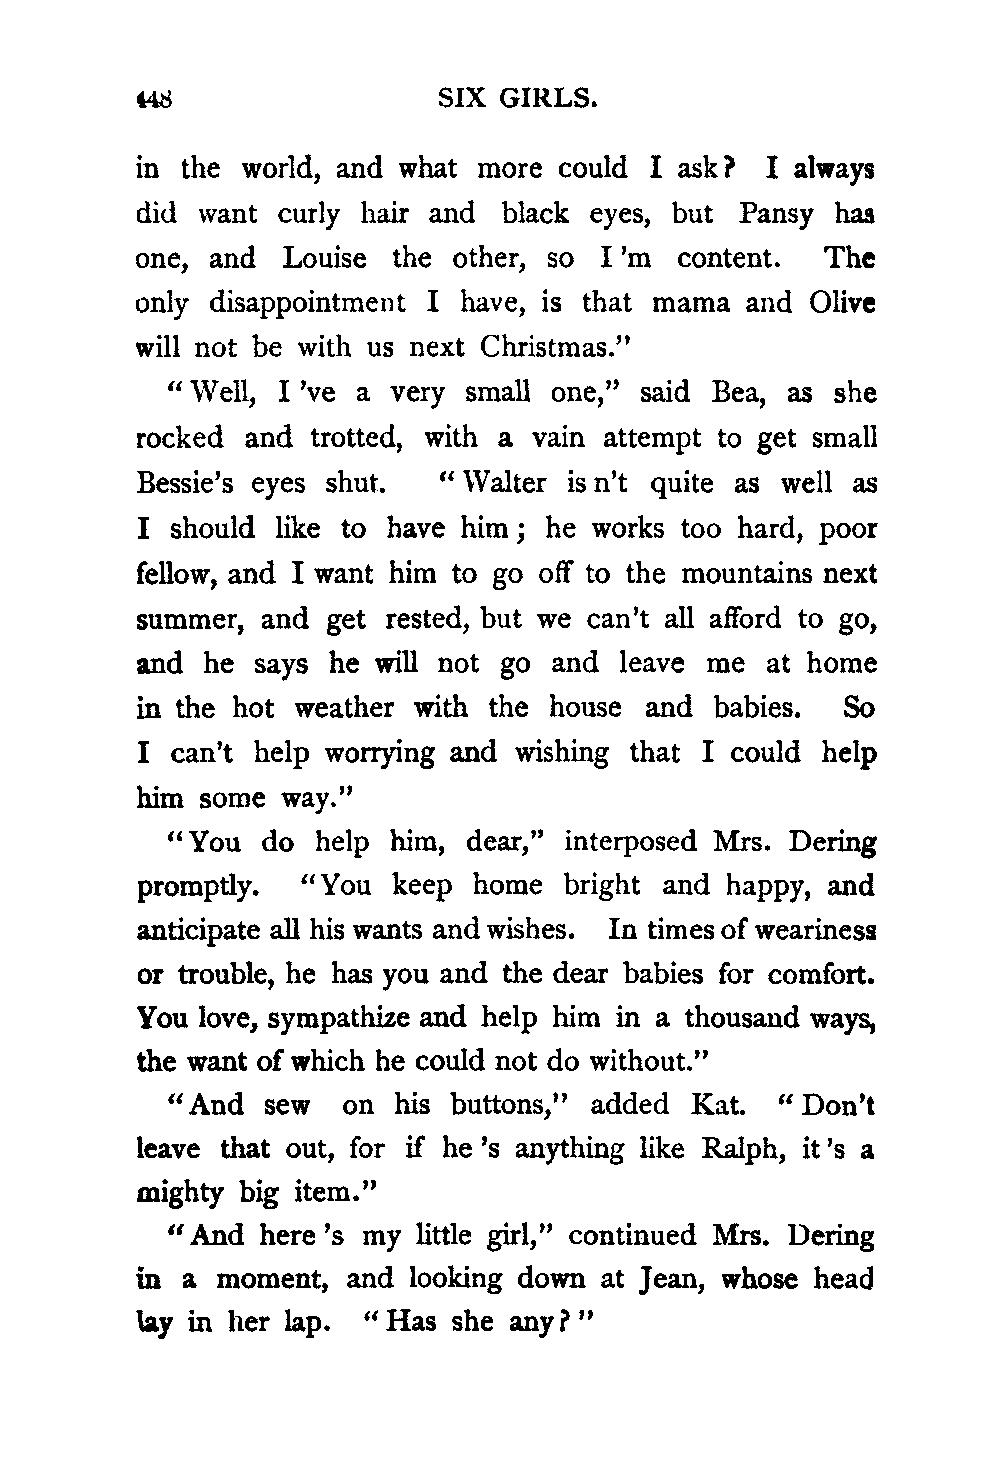 448 SIX GIRLS.
in the world, and what more could I ask? I always
did want curly hair and black eyes, but Pansy has
one, and Louise the other, so I 'm content. The
only disappointment I have, is that mama and Olive
will not be with us next Christmas."
"Well, I 've a very small one," said Bea, as she
rocked and trotted, with a vain attempt to get small
Bessie's eyes shut. "Walter is n't quite as well as
I should like to have him; he works too hard, poor
fellow, and I want him to go off to the mountains next
summer, and get rested, but we can't all afford to go,
and he says he will not go and leave me at home
in the hot weather with the house and babies. So
I can't help worrying and wishing that I could help
him some way."
"You do help him, dear," interposed Mrs. Dering
promptly. "You keep home bright and happy, and
anticipate all his wants and wishes. In times of weariness
or trouble, he has you and the dear babies for comfort.
You love, sympathize and help him in a thousand ways,
the want of which he could not do without."
"And sew on his buttons," added Kat. "Don't
leave that out, for if he 's anything like Ralph, it 's a
mighty big item."
"And here 's my little girl," continued Mrs. Dering
in a moment, and looking down at Jean, whose head
lay in her lap. "Has she any?"